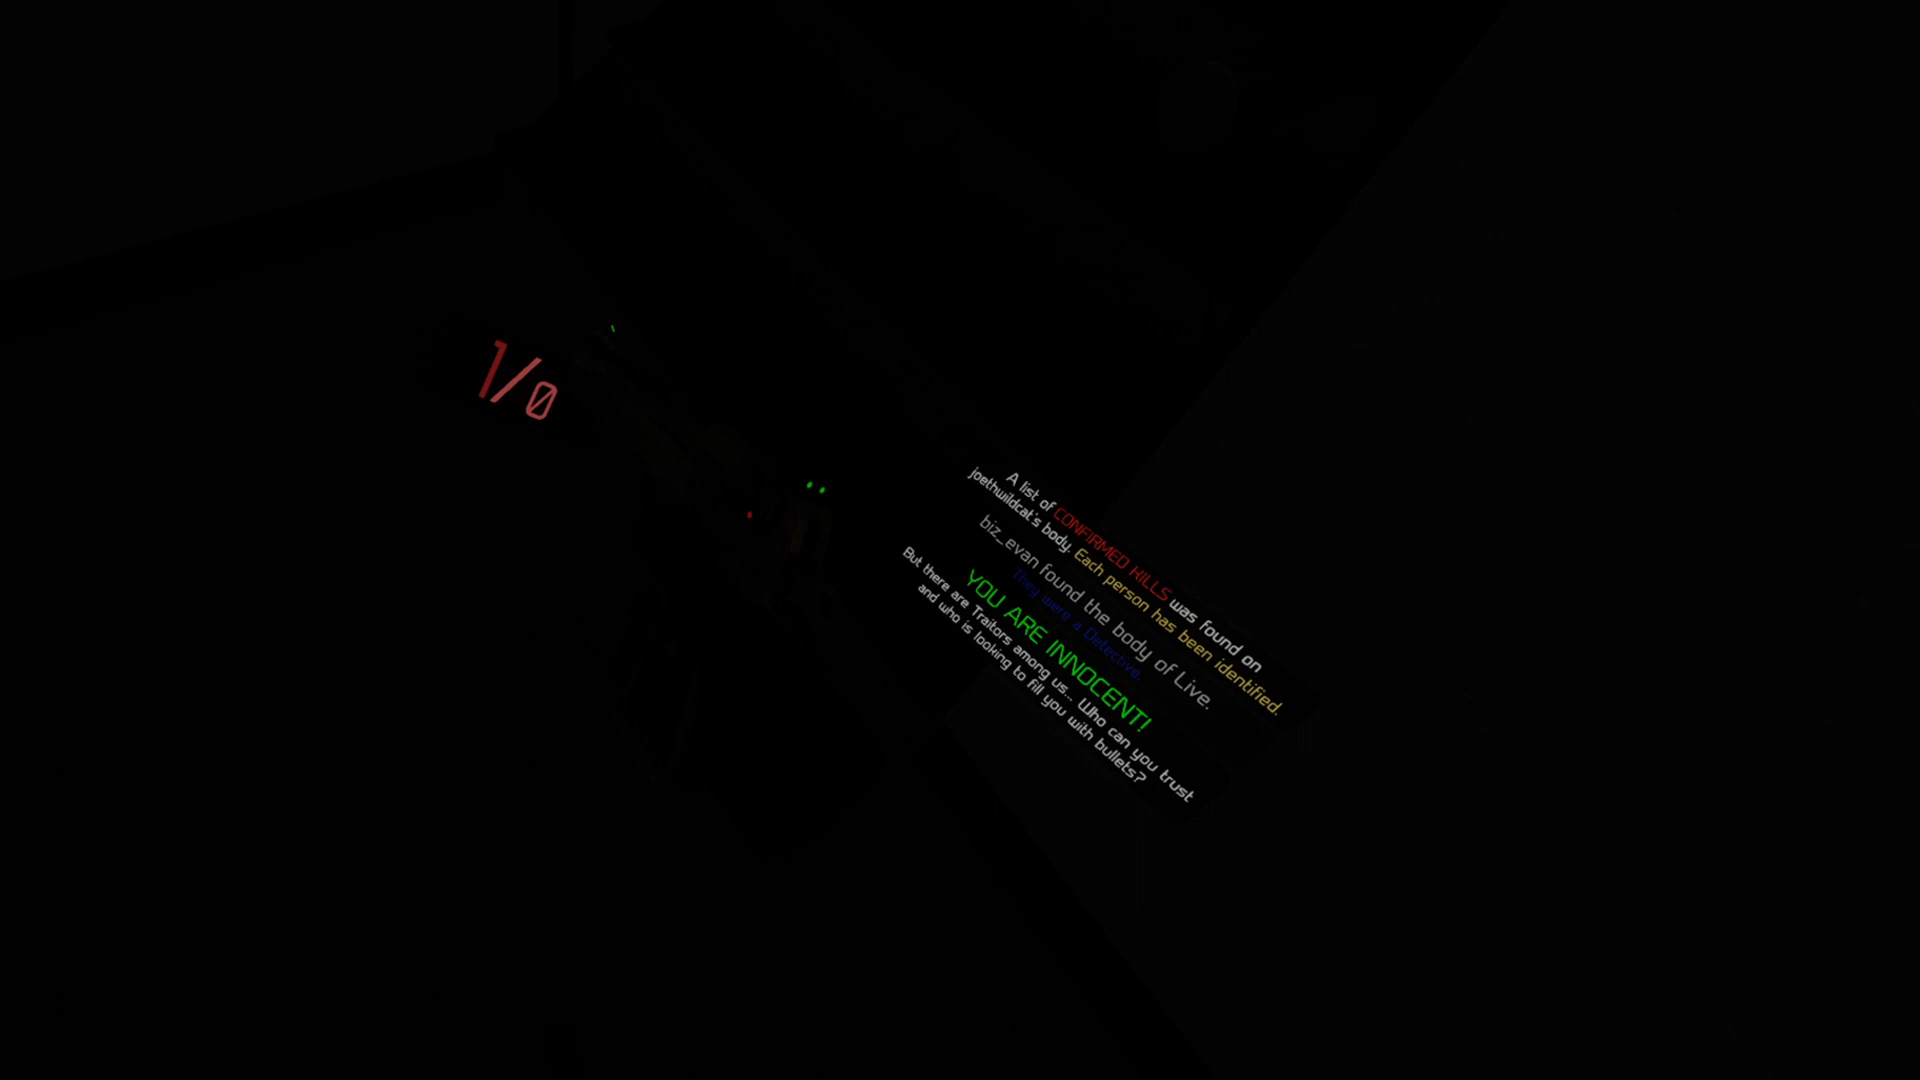 1/0
A list of CONFIRMED KILLS was found on
joethwildcat's body. Each person has been identified.
biz_evan found the body of Live.
They were a Detective.
YOU ARE INNOCENT!
But there are Traitors among us... Who can you trust
and who is looking to fill you with bullets?